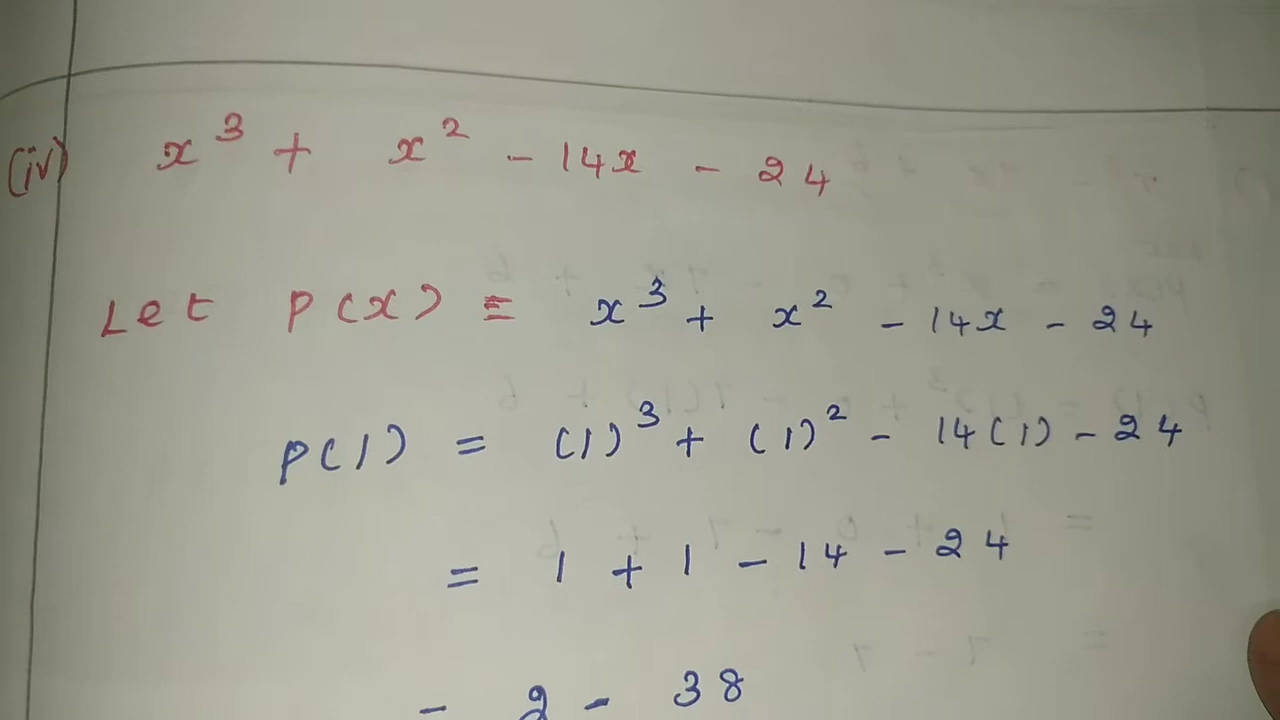 (iv) x³ + x² - 14x - 24
Let P(x) = x³ + x² - 14x - 24
P(1) = (1)³ + (1)² - 14(1) - 24
= 1 + 1 - 14 - 24
= 2 - 38